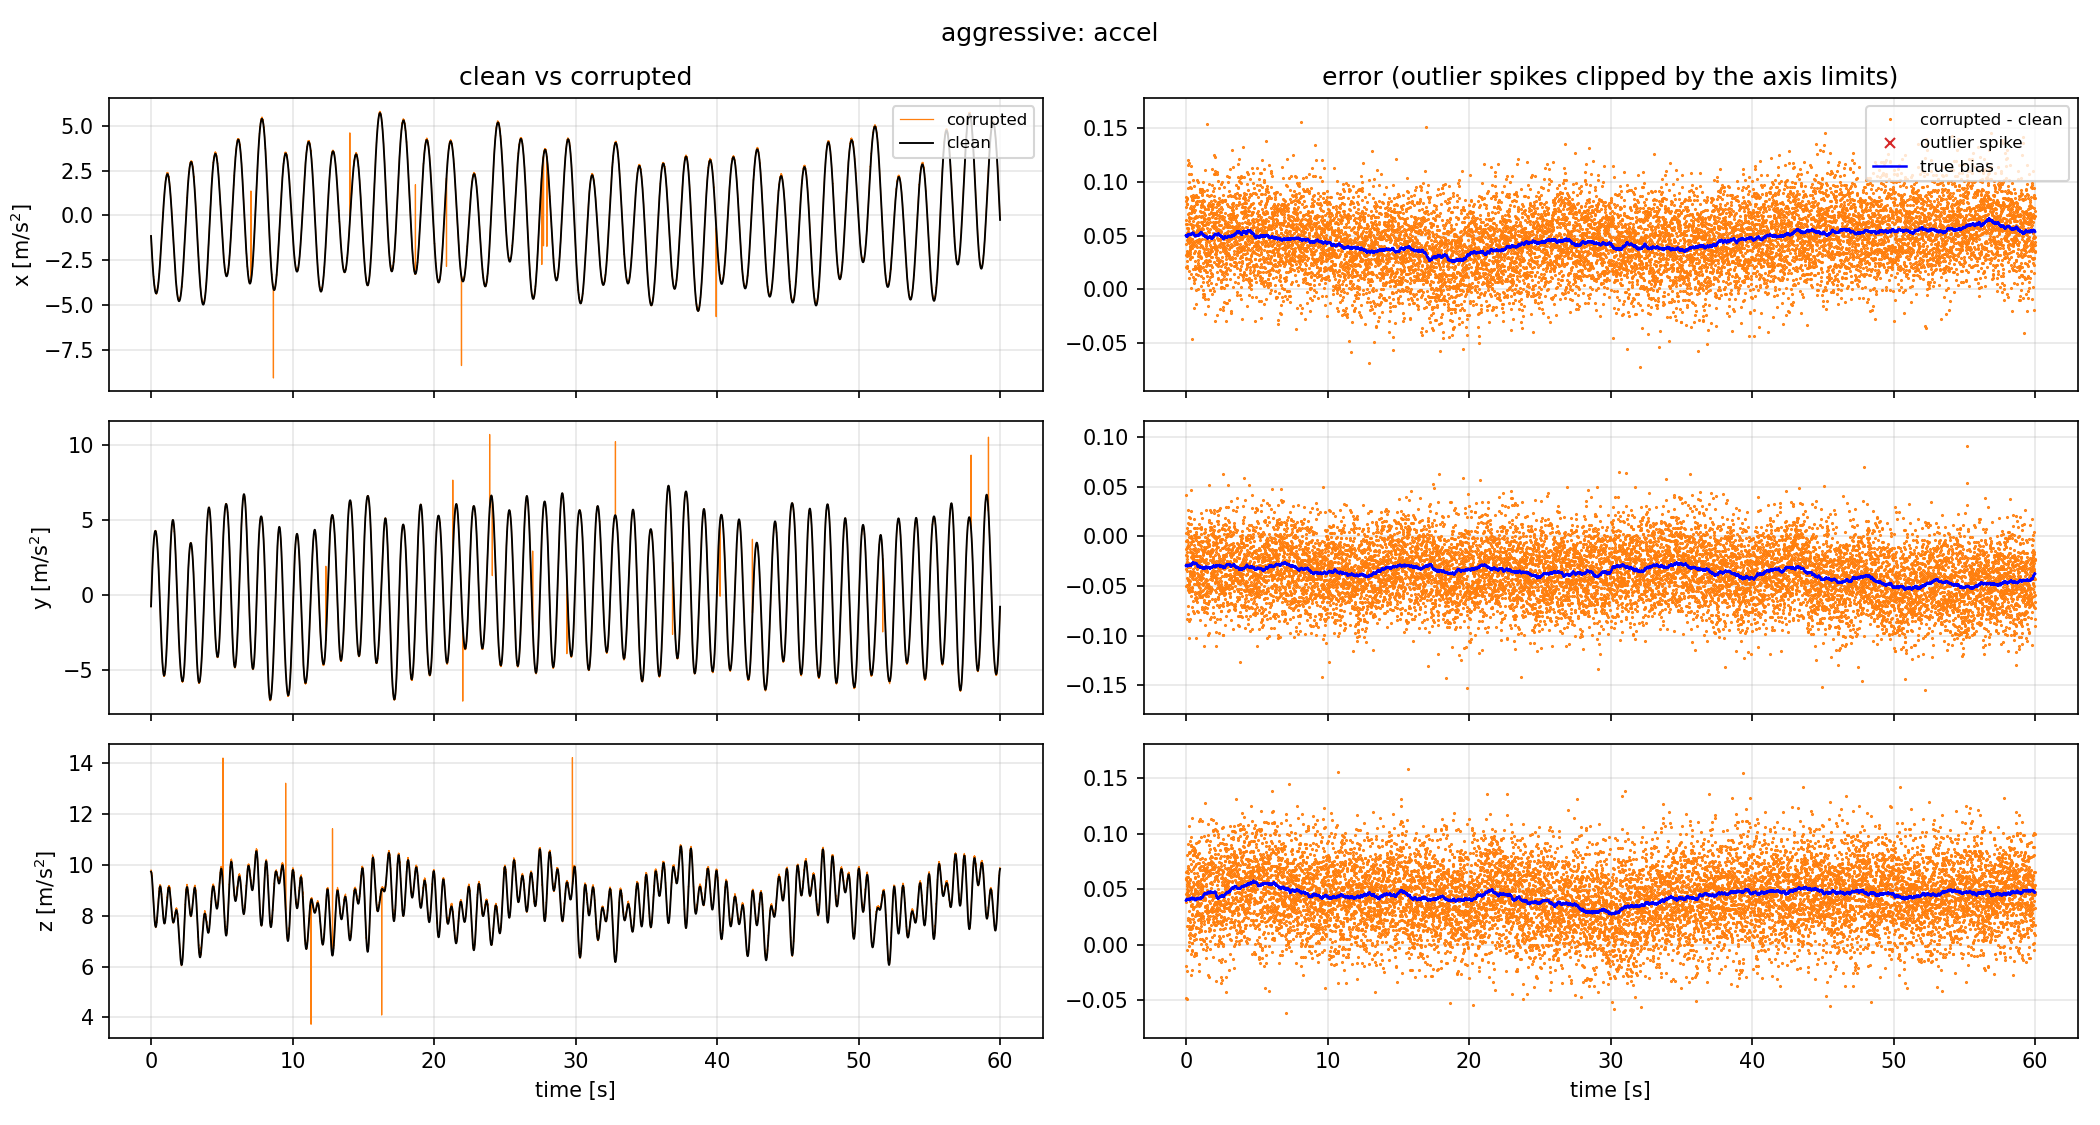 aggressive: accel
clean vs corrupted
error (outlier spikes clipped by the axis limits)
5.0
2.5
0.0
−2.5
−5.0
−7.5
x [m/s²]
corrupted
clean
0.15
0.10
0.05
0.00
−0.05
corrupted - clean
outlier spike
true bias
10
5
0
−5
y [m/s²]
0.10
0.05
0.00
−0.05
−0.10
−0.15
14
12
10
8
6
4
z [m/s²]
0 10 20 30 40 50 60
time [s]
0.15
0.10
0.05
0.00
−0.05
0 10 20 30 40 50 60
time [s]